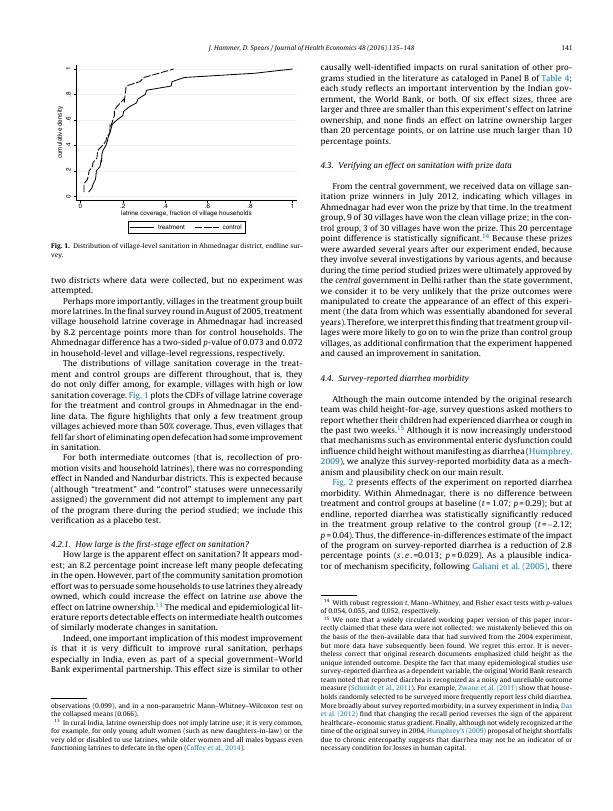 J. Hammer, D. Spears / Journal of Health Economics 48 (2016) 135–148
141
1
.8
.6
.4
.2
0
cumulative density
0
.2
.4
.6
.8
1
latrine coverage, fraction of village households
treatment
control
Fig. 1. Distribution of village-level sanitation in Ahmednagar district, endline sur-
vey.
two districts where data were collected, but no experiment was
attempted.
Perhaps more importantly, villages in the treatment group built
more latrines. In the final survey round in August of 2005, treatment
village household latrine coverage in Ahmednagar had increased
by 8.2 percentage points more than for control households. The
Ahmednagar difference has a two-sided p-value of 0.073 and 0.072
in household-level and village-level regressions, respectively.
The distributions of village sanitation coverage in the treat-
ment and control groups are different throughout, that is, they
do not only differ among, for example, villages with high or low
sanitation coverage. Fig. 1 plots the CDFs of village latrine coverage
for the treatment and control groups in Ahmednagar in the end-
line data. The figure highlights that only a few treatment group
villages achieved more than 50% coverage. Thus, even villages that
fell far short of eliminating open defecation had some improvement
in sanitation.
For both intermediate outcomes (that is, recollection of pro-
motion visits and household latrines), there was no corresponding
effect in Nanded and Nandurbar districts. This is expected because
(although “treatment” and “control” statuses were unnecessarily
assigned) the government did not attempt to implement any part
of the program there during the period studied; we include this
verification as a placebo test.
4.2.1. How large is the first-stage effect on sanitation?
How large is the apparent effect on sanitation? It appears mod-
est; an 8.2 percentage point increase left many people defecating
in the open. However, part of the community sanitation promotion
effort was to persuade some households to use latrines they already
owned, which could increase the effect on latrine use above the
effect on latrine ownership.13 The medical and epidemiological lit-
erature reports detectable effects on intermediate health outcomes
of similarly moderate changes in sanitation.
Indeed, one important implication of this modest improvement
is that it is very difficult to improve rural sanitation, perhaps
especially in India, even as part of a special government–World
Bank experimental partnership. This effect size is similar to other
observations (0.099), and in a non-parametric Mann–Whitney–Wilcoxon test on
the collapsed means (0.066).
13 In rural India, latrine ownership does not imply latrine use; it is very common,
for example, for only young adult women (such as new daughters-in-law) or the
very old or disabled to use latrines, while older women and all males bypass even
functioning latrines to defecate in the open (Coffey et al., 2014).
causally well-identified impacts on rural sanitation of other pro-
grams studied in the literature as cataloged in Panel B of Table 4;
each study reflects an important intervention by the Indian gov-
ernment, the World Bank, or both. Of six effect sizes, three are
larger and three are smaller than this experiment's effect on latrine
ownership, and none finds an effect on latrine ownership larger
than 20 percentage points, or on latrine use much larger than 10
percentage points.
4.3. Verifying an effect on sanitation with prize data
From the central government, we received data on village san-
itation prize winners in July 2012, indicating which villages in
Ahmednagar had ever won the prize by that time. In the treatment
group, 9 of 30 villages have won the clean village prize; in the con-
trol group, 3 of 30 villages have won the prize. This 20 percentage
point difference is statistically significant.14 Because these prizes
were awarded several years after our experiment ended, because
they involve several investigations by various agents, and because
during the time period studied prizes were ultimately approved by
the central government in Delhi rather than the state government,
we consider it to be very unlikely that the prize outcomes were
manipulated to create the appearance of an effect of this experi-
ment (the data from which was essentially abandoned for several
years). Therefore, we interpret this finding that treatment group vil-
lages were more likely to go on to win the prize than control group
villages, as additional confirmation that the experiment happened
and caused an improvement in sanitation.
4.4. Survey-reported diarrhea morbidity
Although the main outcome intended by the original research
team was child height-for-age, survey questions asked mothers to
report whether their children had experienced diarrhea or cough in
the past two weeks.15 Although it is now increasingly understood
that mechanisms such as environmental enteric dysfunction could
influence child height without manifesting as diarrhea (Humphrey,
2009), we analyze this survey-reported morbidity data as a mech-
anism and plausibility check on our main result.
Fig. 2 presents effects of the experiment on reported diarrhea
morbidity. Within Ahmednagar, there is no difference between
treatment and control groups at baseline (t = 1.07; p = 0.29); but at
endline, reported diarrhea was statistically significantly reduced
in the treatment group relative to the control group (t = −2.12;
p = 0.04). Thus, the difference-in-differences estimate of the impact
of the program on survey-reported diarrhea is a reduction of 2.8
percentage points (s.e. =0.013; p = 0.029). As a plausible indica-
tor of mechanism specificity, following Galiani et al. (2005), there
14 With robust regression t, Mann–Whitney, and Fisher exact tests with p-values
of 0.054, 0.055, and 0.052, respectively.
15 We note that a widely circulated working paper version of this paper incor-
rectly claimed that these data were not collected; we mistakenly believed this on
the basis of the then-available data that had survived from the 2004 experiment,
but more data have subsequently been found. We regret this error. It is never-
theless correct that original research documents emphasized child height as the
unique intended outcome. Despite the fact that many epidemiological studies use
survey-reported diarrhea as a dependent variable, the original World Bank research
team noted that reported diarrhea is recognized as a noisy and unreliable outcome
measure (Schmidt et al., 2011). For example, Zwane et al. (2011) show that house-
holds randomly selected to be surveyed more frequently report less child diarrhea.
More broadly about survey reported morbidity, in a survey experiment in India, Das
et al. (2012) find that changing the recall period reverses the sign of the apparent
healthcare–economic status gradient. Finally, although not widely recognized at the
time of the original survey in 2004, Humphrey's (2009) proposal of height shortfalls
due to chronic enteropathy suggests that diarrhea may not be an indicator of or
necessary condition for losses in human capital.